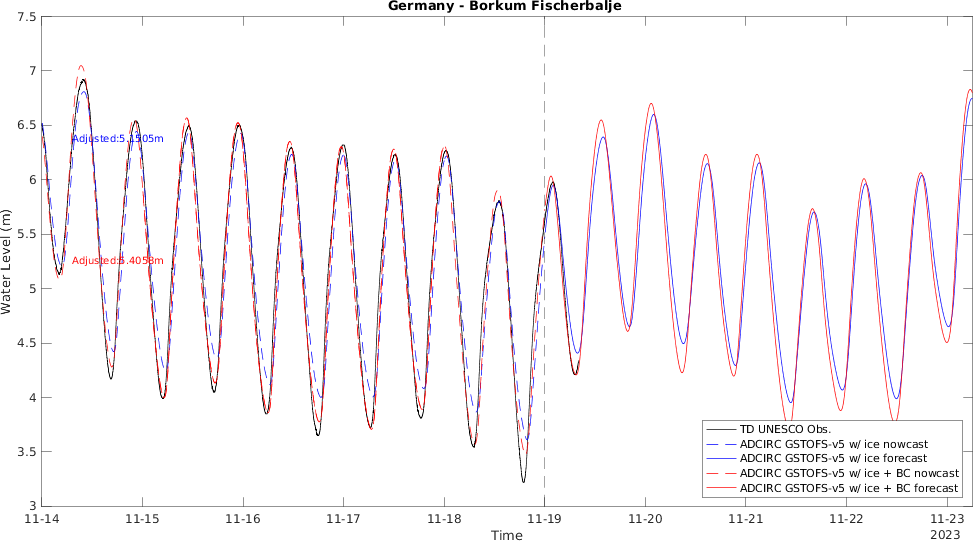 Germany - Borkum Fischerbalje
7.5
7
6.5
6
5.5
5
4.5
4
3.5
3
Water Level (m)
Adjusted:5.1505m
Adjusted:5.4058m
TD UNESCO Obs.
ADCIRC GSTOFS-v5 w/ ice nowcast
ADCIRC GSTOFS-v5 w/ ice forecast
ADCIRC GSTOFS-v5 w/ ice + BC nowcast
ADCIRC GSTOFS-v5 w/ ice + BC forecast
11-14 11-15 11-16 11-17 11-18 11-19 11-20 11-21 11-22 11-23
Time
2023